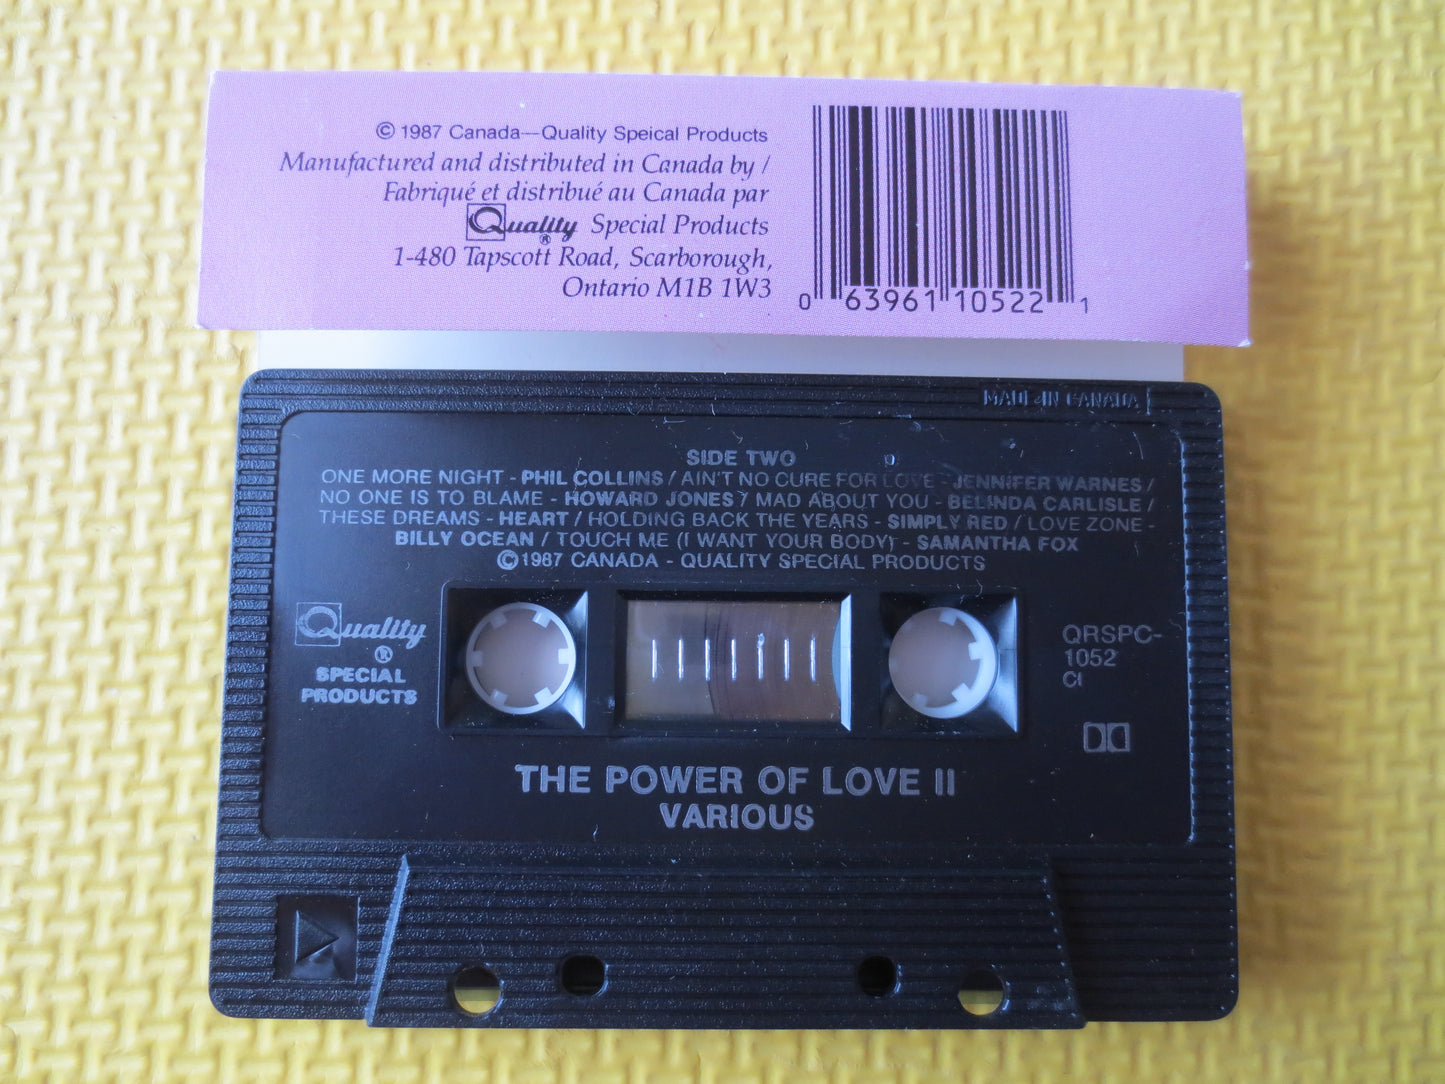 © 1987 Canada—Quality Speical Products
Manufactured and distributed in Canada by /
Fabriqué et distribué au Canada par
Quality® Special Products
1-480 Tapscott Road, Scarborough,
Ontario M1B 1W3
0 63961 10522 1
MADE IN CANADA
SIDE TWO
ONE MORE NIGHT - PHIL COLLINS / AIN'T NO CURE FOR LOVE - JENNIFER WARNES /
NO ONE IS TO BLAME - HOWARD JONES / MAD ABOUT YOU - BELINDA CARLISLE /
THESE DREAMS - HEART / HOLDING BACK THE YEARS - SIMPLY RED / LOVE ZONE -
BILLY OCEAN / TOUCH ME (I WANT YOUR BODY) - SAMANTHA FOX
©1987 CANADA - QUALITY SPECIAL PRODUCTS
Quality
®
SPECIAL
PRODUCTS
QRSPC-
1052
CI
THE POWER OF LOVE II
VARIOUS